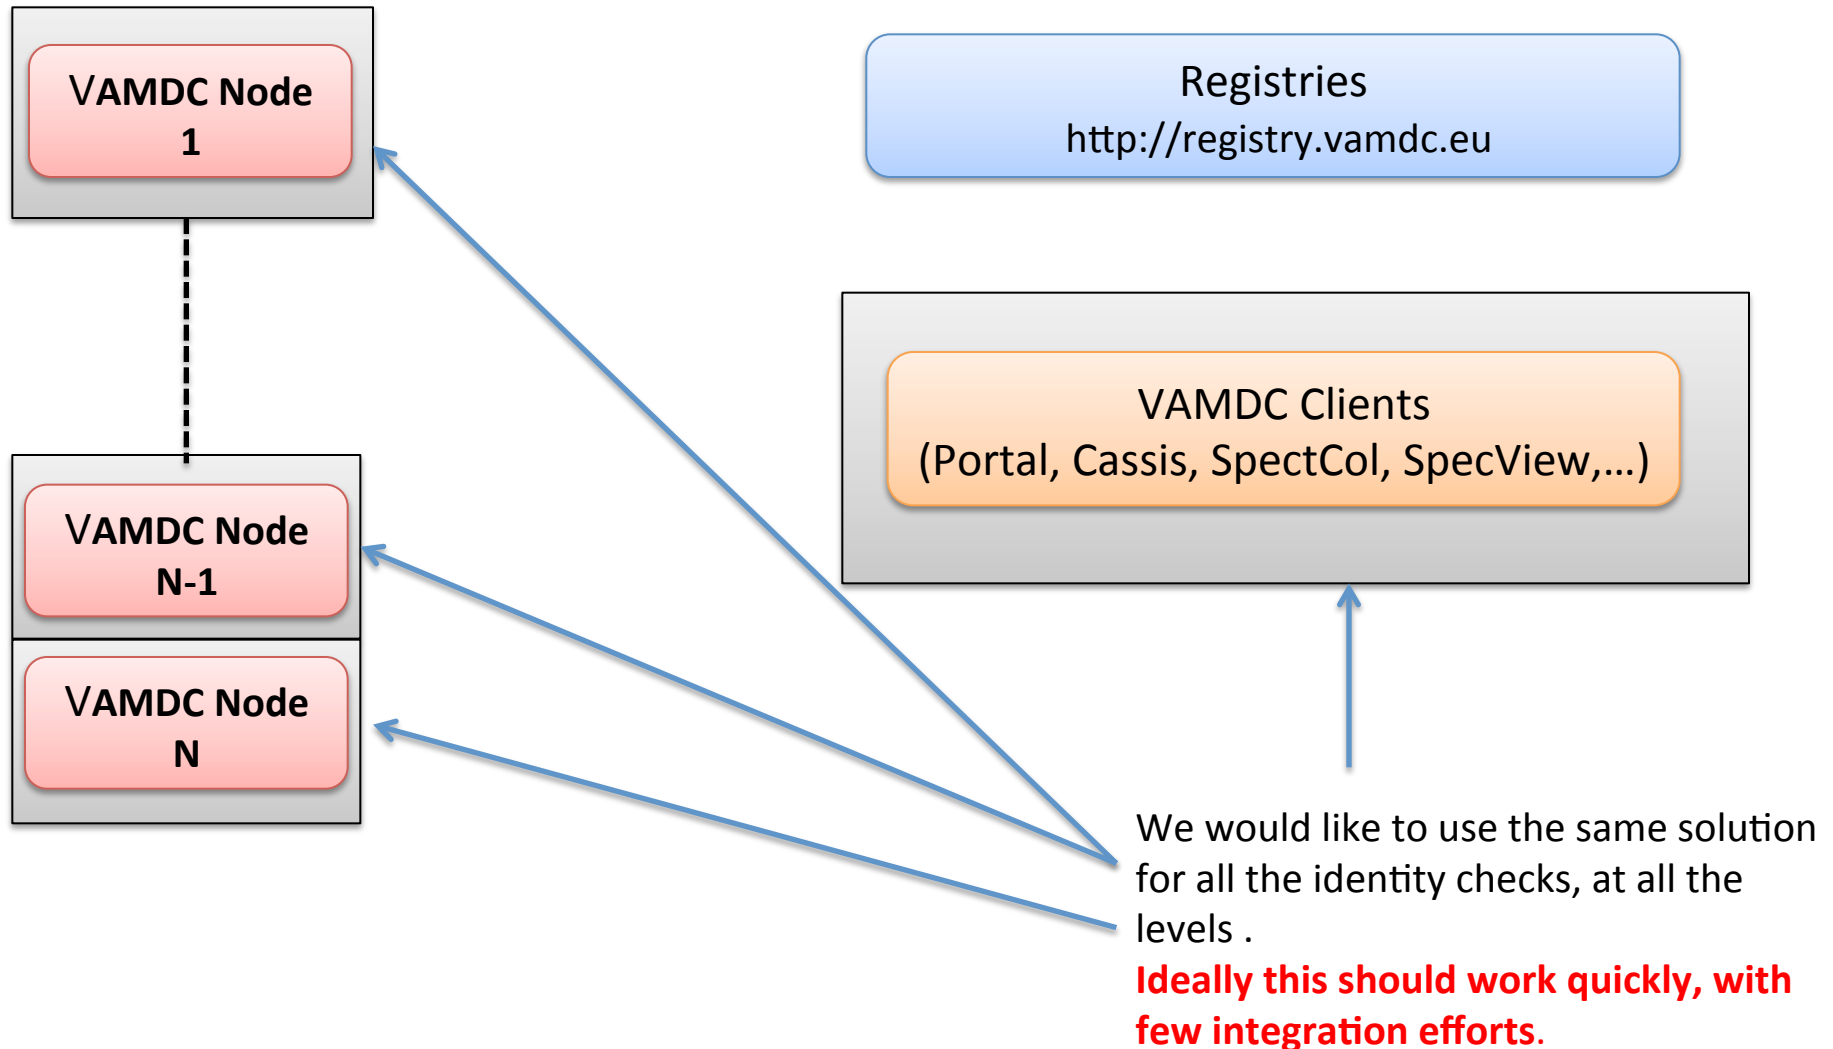 VAMDC Node
1
Registries
http://registry.vamdc.eu
VAMDC Clients
(Portal, Cassis, SpectCol, SpecView,...)
VAMDC Node
N-1
VAMDC Node
N
We would like to use the same solution
for all the identity checks, at all the
levels .
Ideally this should work quickly, with
few integration efforts.